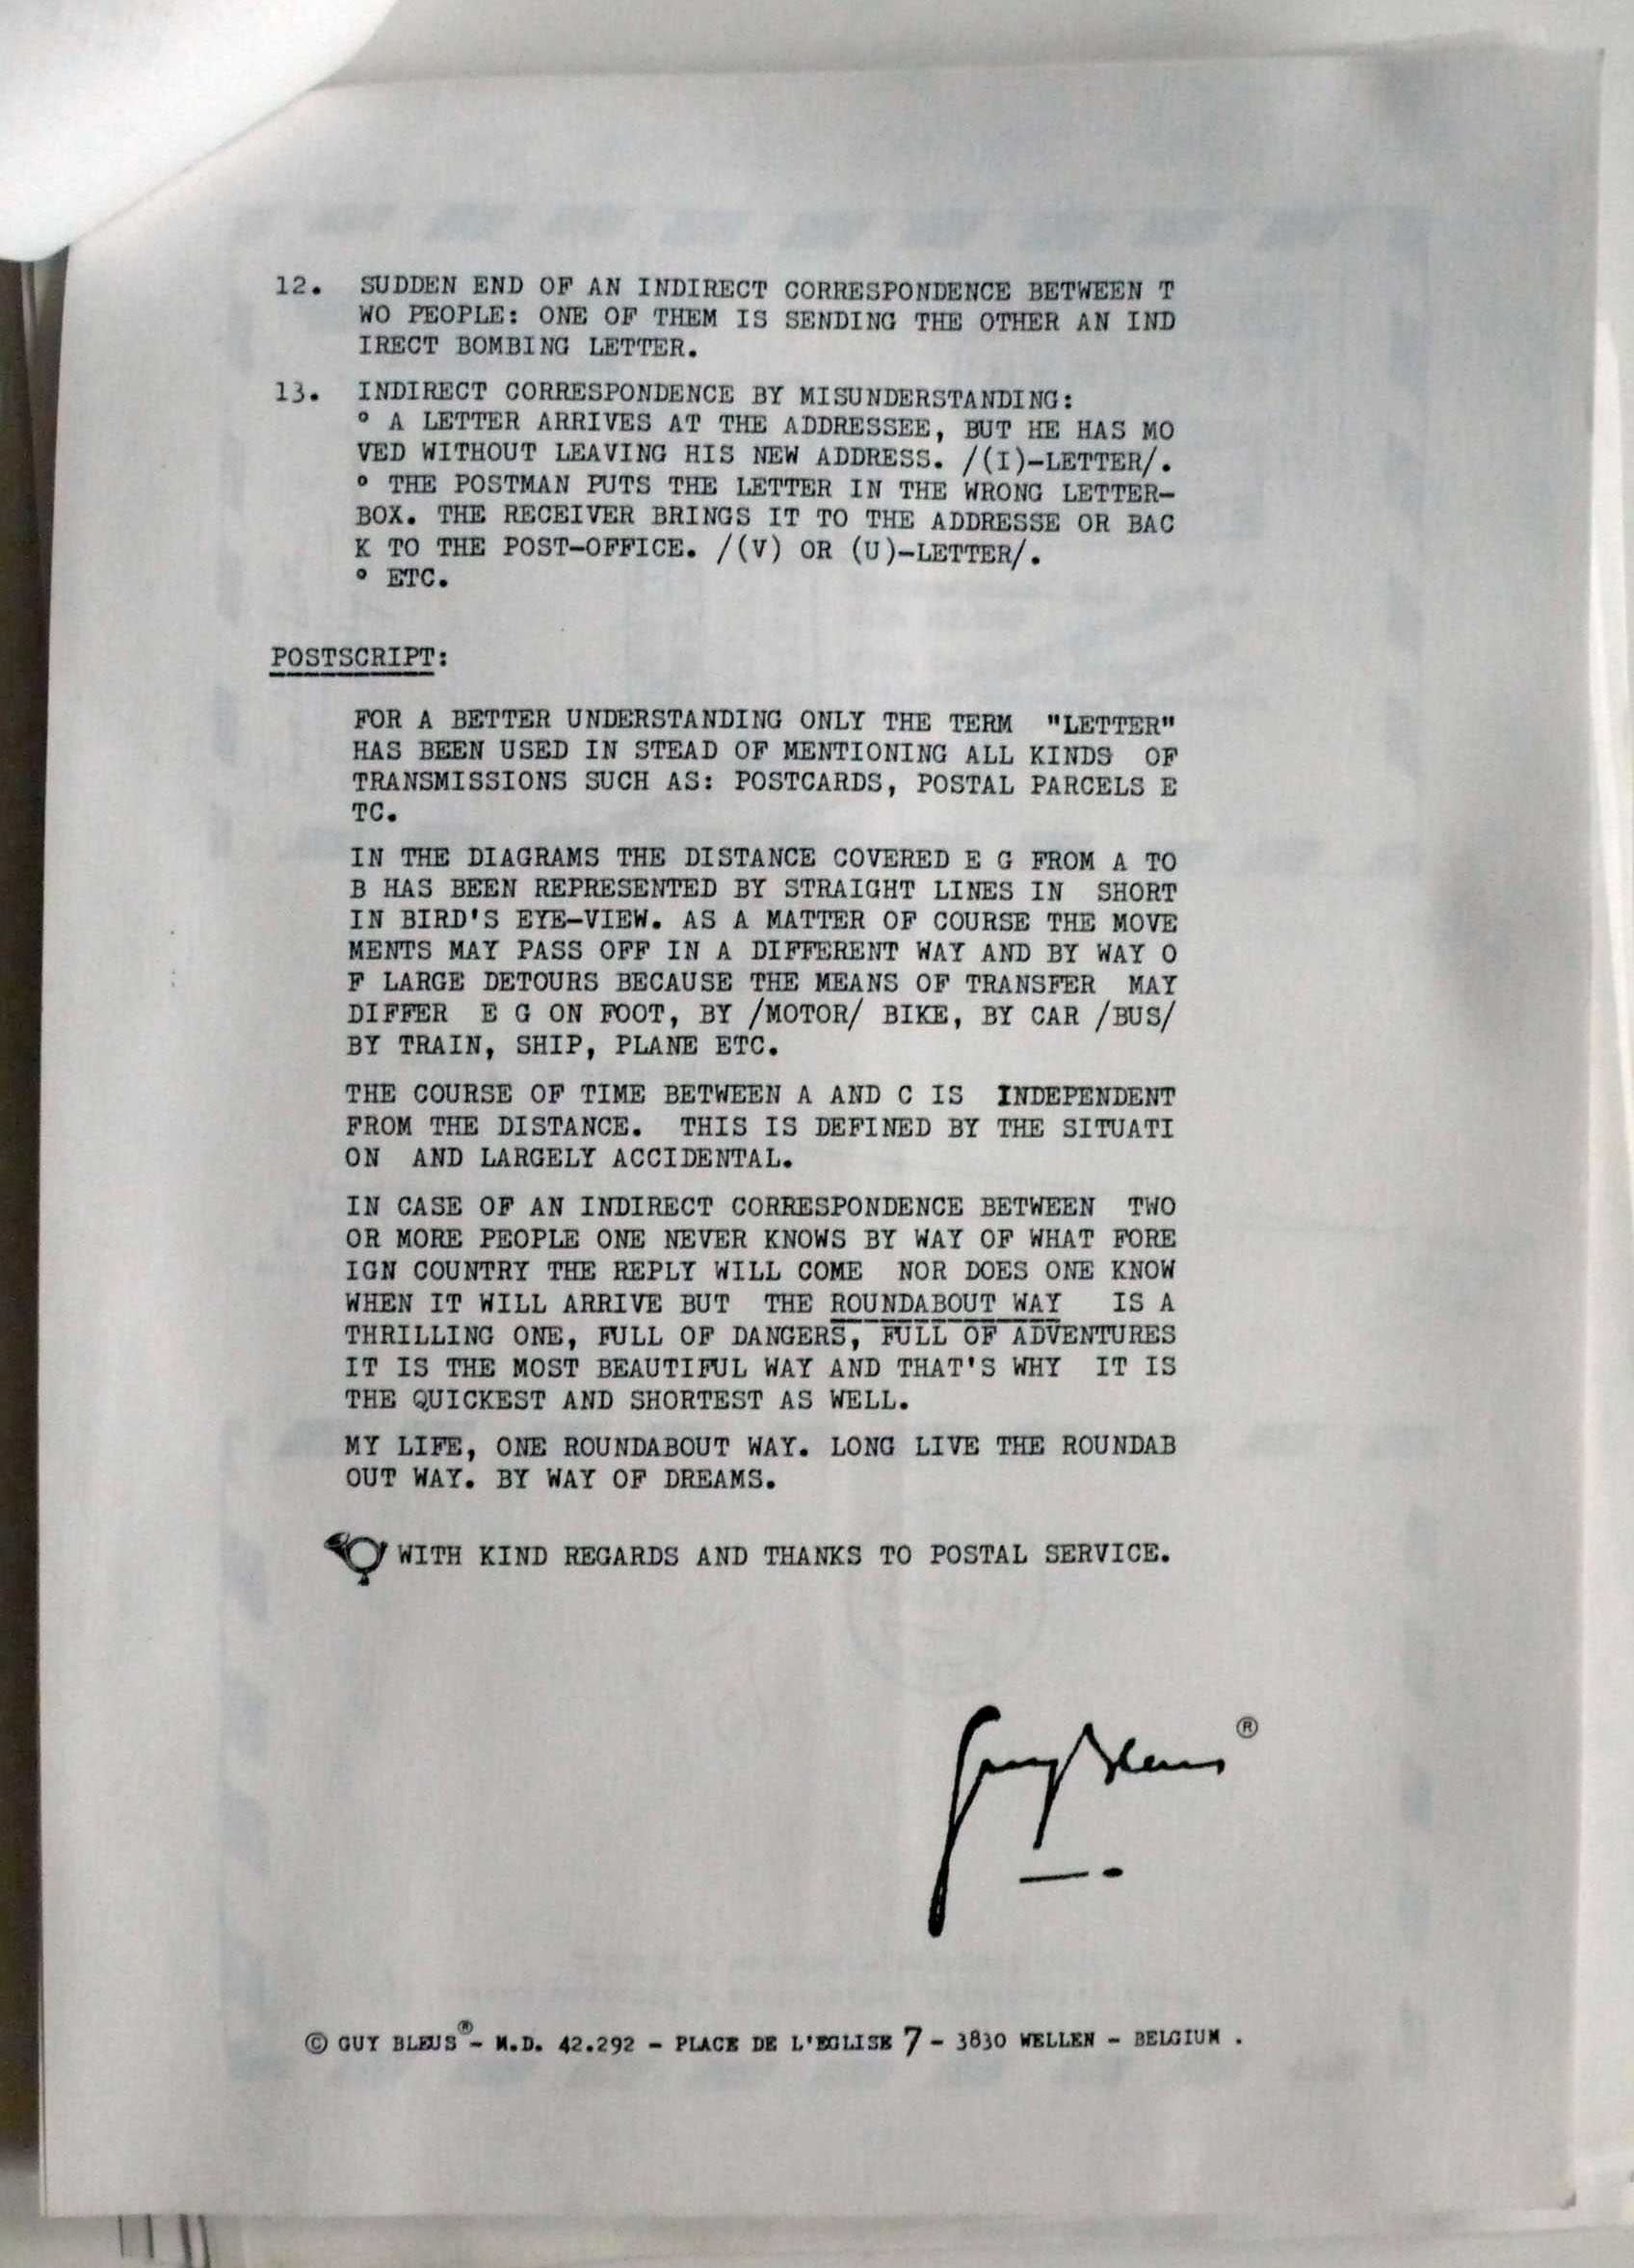 12. SUDDEN END OF AN INDIRECT CORRESPONDENCE BETWEEN T
WO PEOPLE: ONE OF THEM IS SENDING THE OTHER AN IND
IRECT BOMBING LETTER.
13. INDIRECT CORRESPONDENCE BY MISUNDERSTANDING:
° A LETTER ARRIVES AT THE ADDRESSEE, BUT HE HAS MO
VED WITHOUT LEAVING HIS NEW ADDRESS. /(I)-LETTER/.
° THE POSTMAN PUTS THE LETTER IN THE WRONG LETTER-
BOX. THE RECEIVER BRINGS IT TO THE ADDRESSE OR BAC
K TO THE POST-OFFICE. /(V) OR (U)-LETTER/.
° ETC.
POSTSCRIPT:
FOR A BETTER UNDERSTANDING ONLY THE TERM "LETTER"
HAS BEEN USED IN STEAD OF MENTIONING ALL KINDS OF
TRANSMISSIONS SUCH AS: POSTCARDS, POSTAL PARCELS E
TC.
IN THE DIAGRAMS THE DISTANCE COVERED E G FROM A TO
B HAS BEEN REPRESENTED BY STRAIGHT LINES IN SHORT
IN BIRD'S EYE-VIEW. AS A MATTER OF COURSE THE MOVE
MENTS MAY PASS OFF IN A DIFFERENT WAY AND BY WAY O
F LARGE DETOURS BECAUSE THE MEANS OF TRANSFER MAY
DIFFER E G ON FOOT, BY /MOTOR/ BIKE, BY CAR /BUS/
BY TRAIN, SHIP, PLANE ETC.
THE COURSE OF TIME BETWEEN A AND C IS INDEPENDENT
FROM THE DISTANCE. THIS IS DEFINED BY THE SITUATI
ON AND LARGELY ACCIDENTAL.
IN CASE OF AN INDIRECT CORRESPONDENCE BETWEEN TWO
OR MORE PEOPLE ONE NEVER KNOWS BY WAY OF WHAT FORE
IGN COUNTRY THE REPLY WILL COME NOR DOES ONE KNOW
WHEN IT WILL ARRIVE BUT THE ROUNDABOUT WAY IS A
THRILLING ONE, FULL OF DANGERS, FULL OF ADVENTURES
IT IS THE MOST BEAUTIFUL WAY AND THAT'S WHY IT IS
THE QUICKEST AND SHORTEST AS WELL.
MY LIFE, ONE ROUNDABOUT WAY. LONG LIVE THE ROUNDAB
OUT WAY. BY WAY OF DREAMS.
WITH KIND REGARDS AND THANKS TO POSTAL SERVICE.
Guy Bleus ®
© GUY BLEUS® - M.D. 42.292 - PLACE DE L'EGLISE 7 - 3830 WELLEN - BELGIUM .